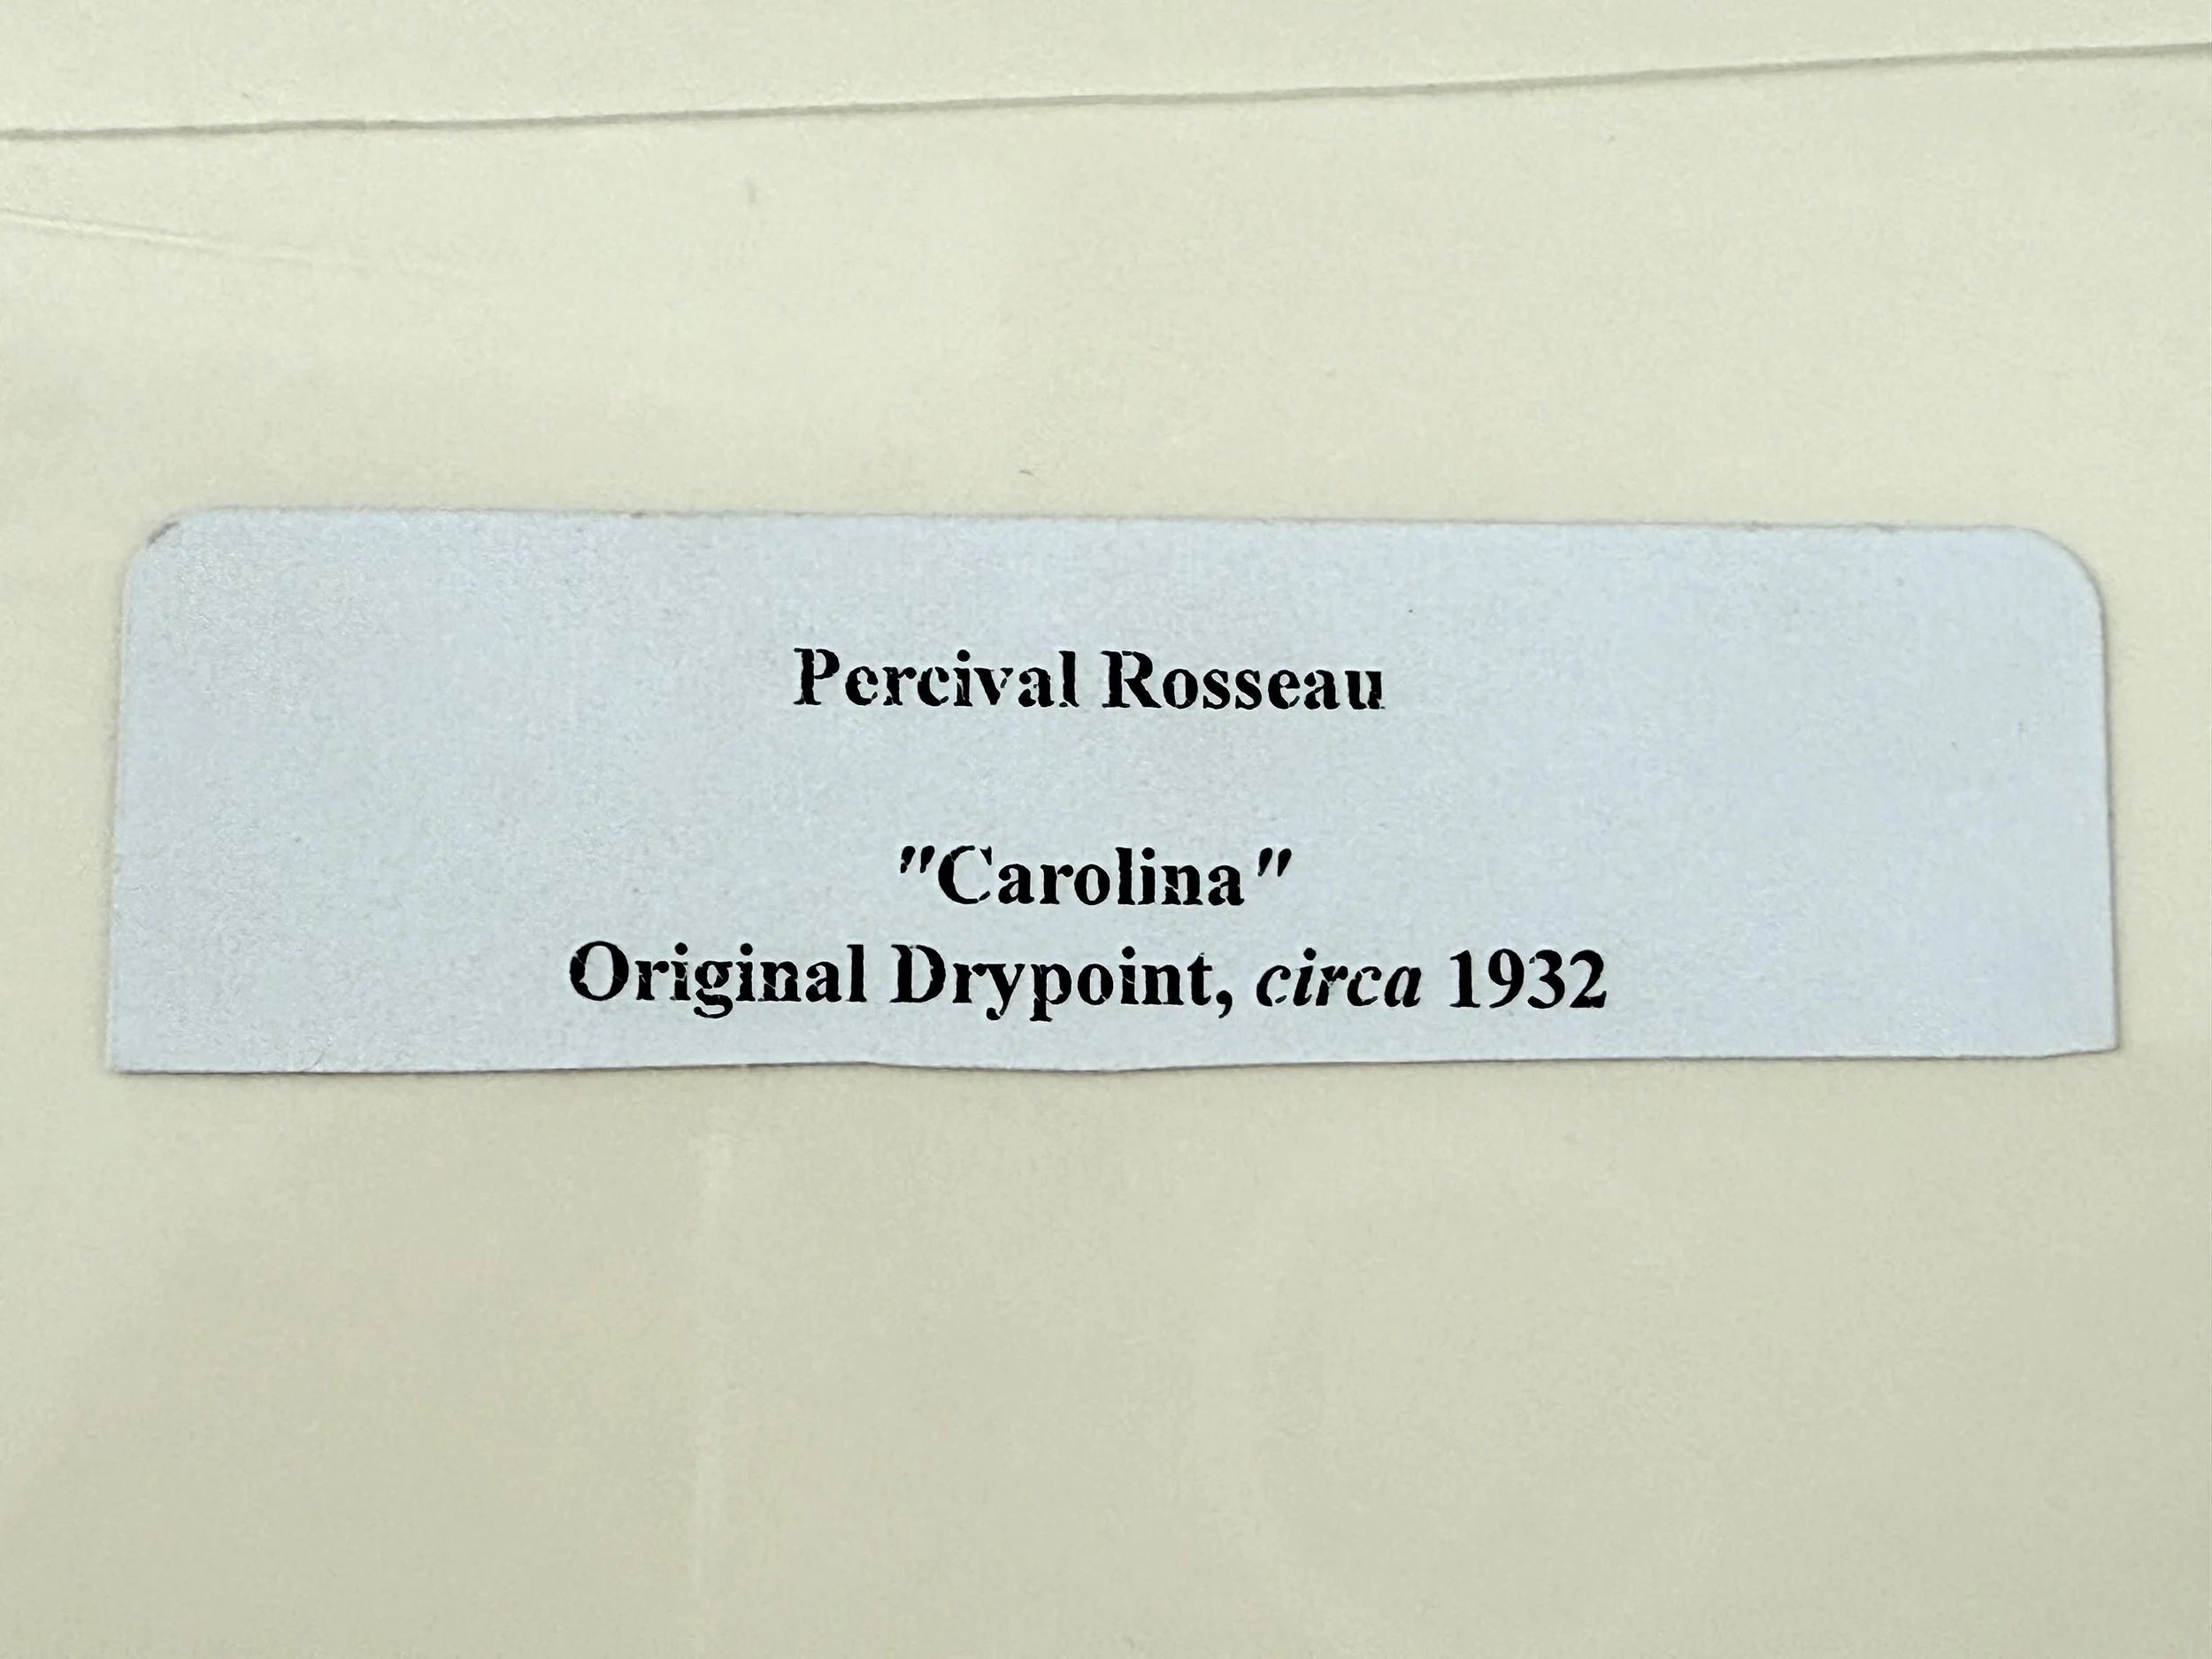 Percival Rosseau
"Carolina"
Original Drypoint, circa 1932